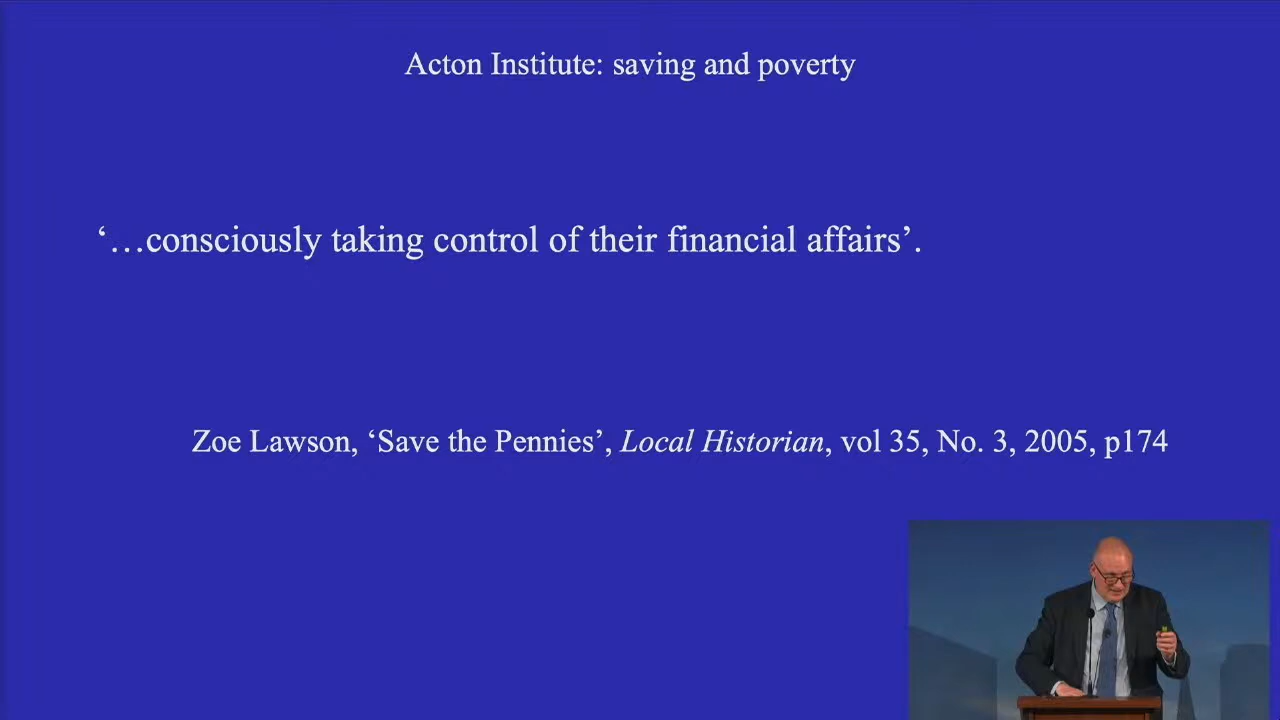 Acton Institute: saving and poverty
‘…consciously taking control of their financial affairs’.
Zoe Lawson, ‘Save the Pennies’, Local Historian, vol 35, No. 3, 2005, p174